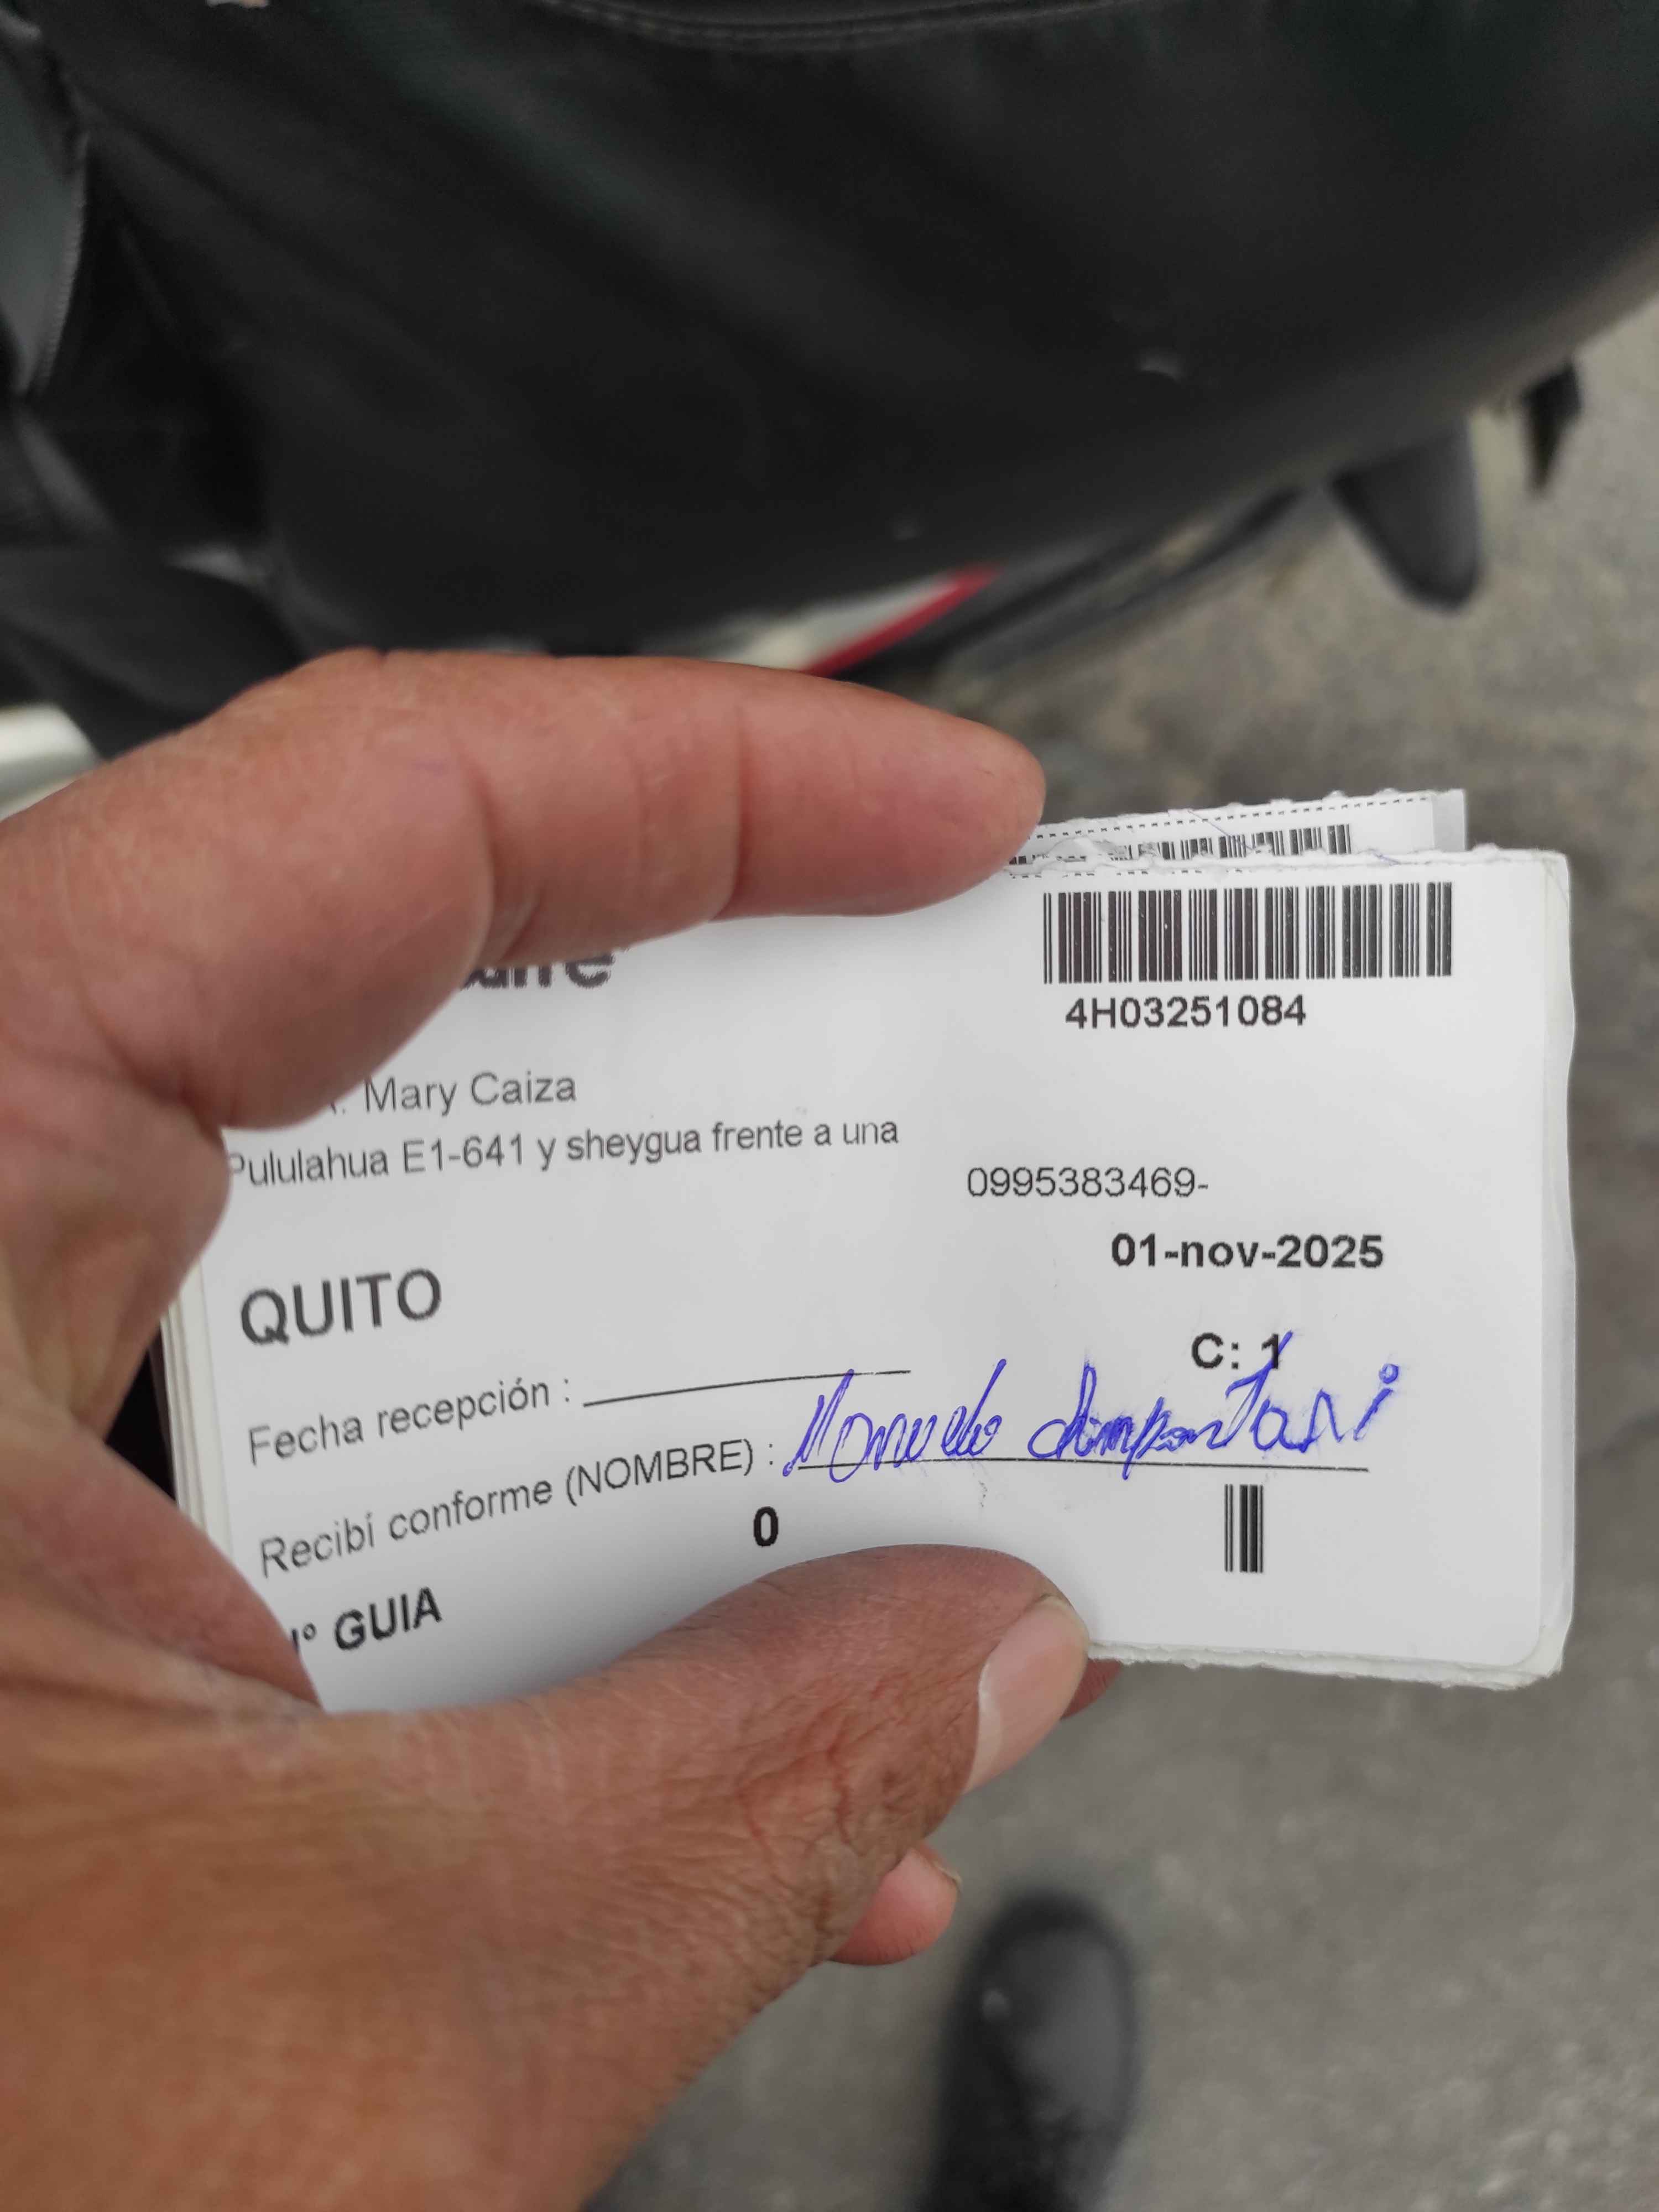 4H03251084
Mary Caiza
Pululahua E1-641 y sheygua frente a una
0995383469-
01-nov-2025
QUITO
C: 1
Fecha recepción :
Recibí conforme (NOMBRE) :
0
N° GUIA